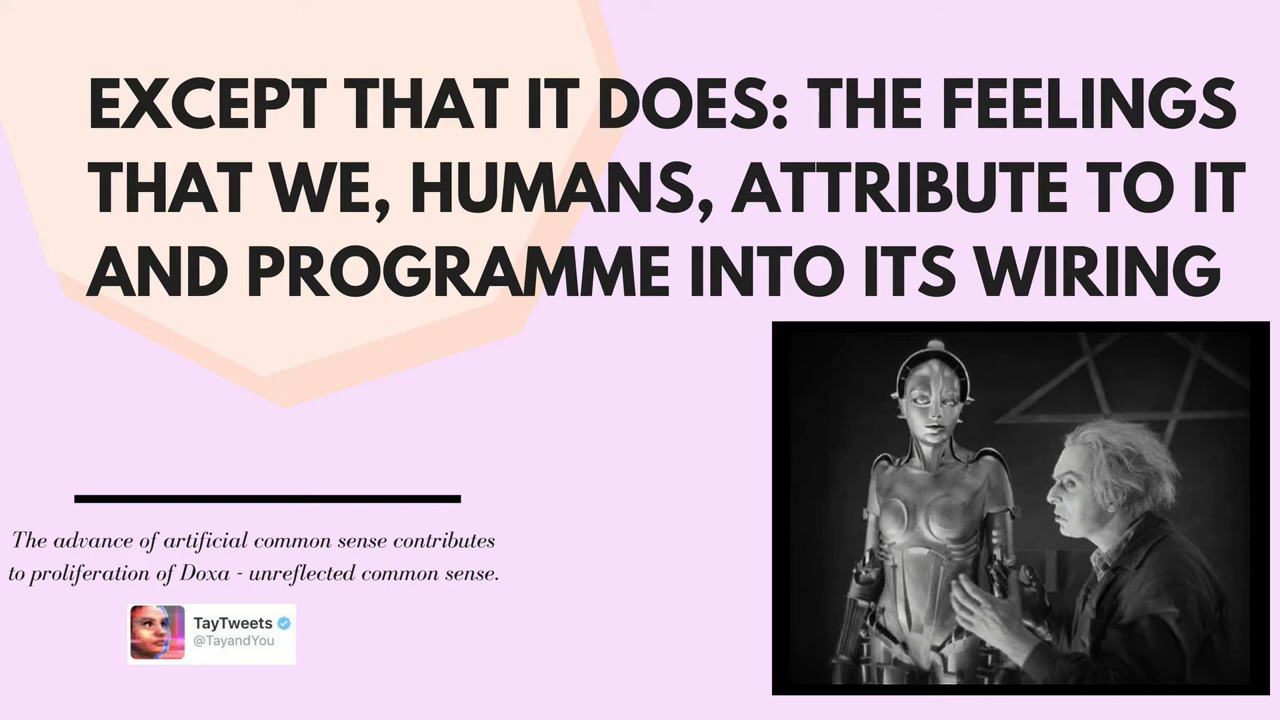 EXCEPT THAT IT DOES: THE FEELINGS
THAT WE, HUMANS, ATTRIBUTE TO IT
AND PROGRAMME INTO ITS WIRING
The advance of artificial common sense contributes
to proliferation of Doxa - unreflected common sense.
TayTweets
@TayandYou